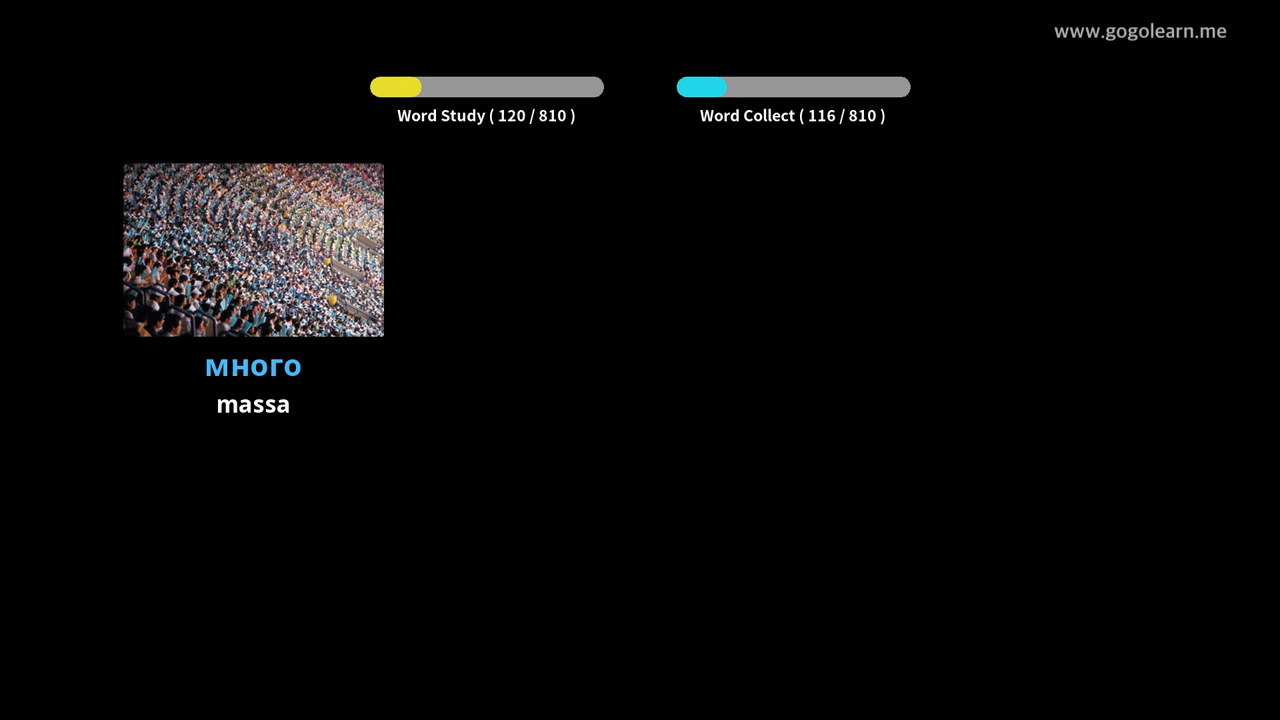 www.gogolearn.me
Word Study ( 120 / 810 )
Word Collect ( 116 / 810 )
много
massa